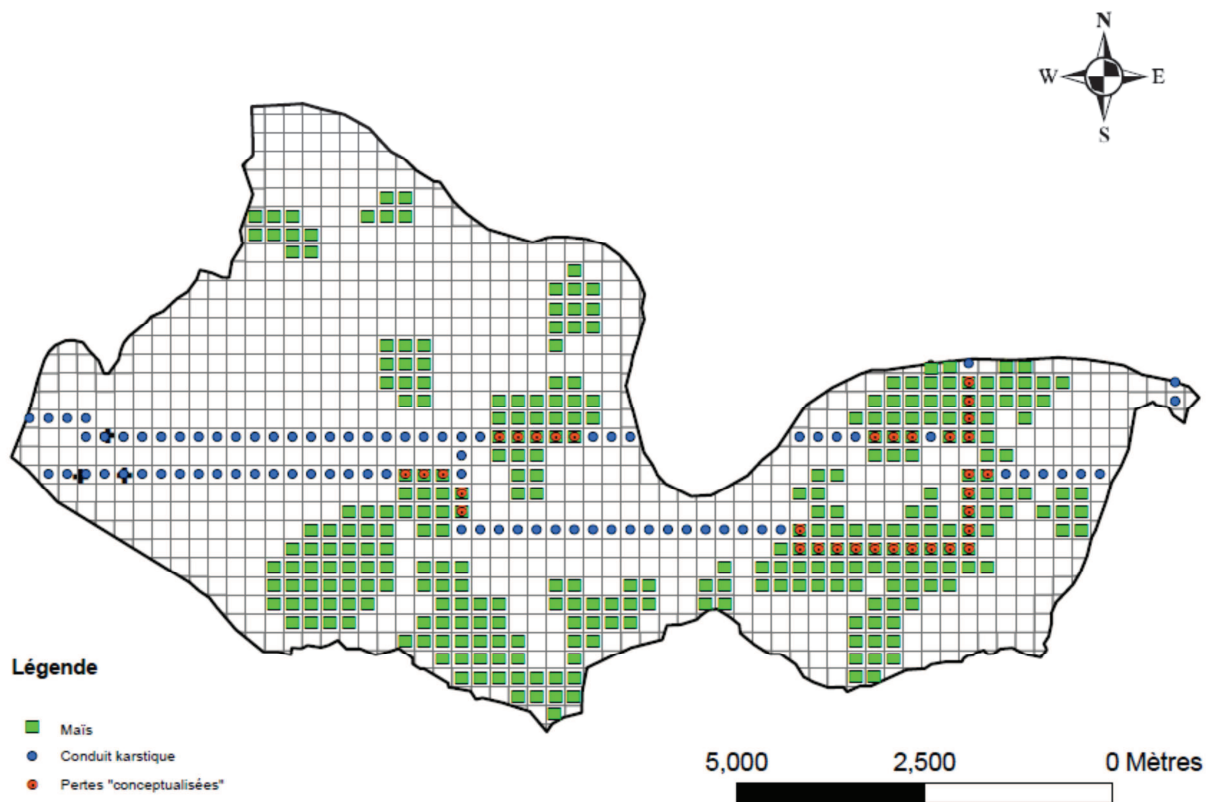 N
W E
S
Légende
Maïs
Conduit karstique
Pertes "conceptualisées"
5,000 2,500 0 Mètres